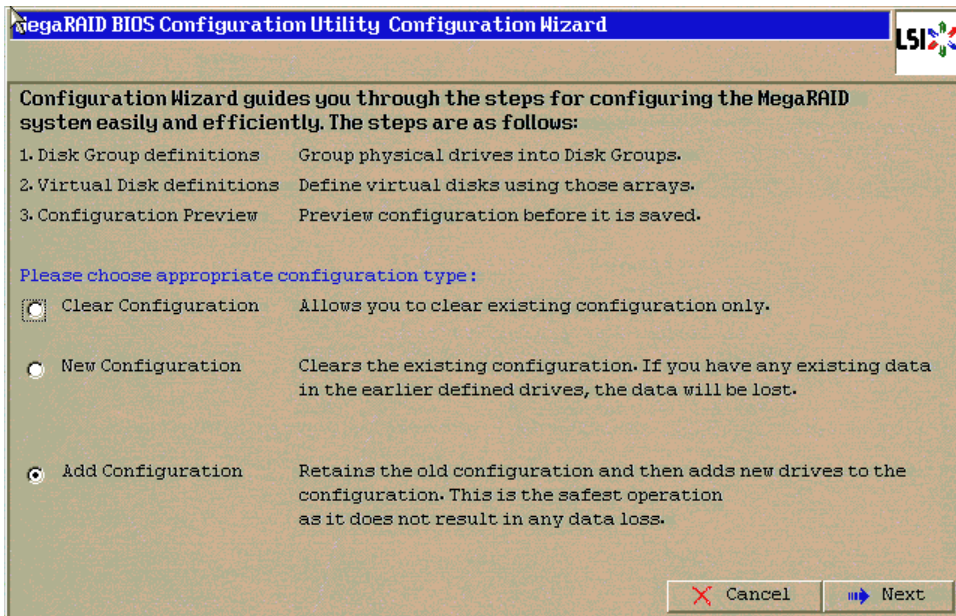 MegaRAID BIOS Configuration Utility Configuration Wizard
LSI
Configuration Wizard guides you through the steps for configuring the MegaRAID
system easily and efficiently. The steps are as follows:
1. Disk Group definitions Group physical drives into Disk Groups.
2. Virtual Disk definitions Define virtual disks using those arrays.
3. Configuration Preview Preview configuration before it is saved.
Please choose appropriate configuration type:
Clear Configuration Allows you to clear existing configuration only.
New Configuration Clears the existing configuration. If you have any existing data
in the earlier defined drives, the data will be lost.
Add Configuration Retains the old configuration and then adds new drives to the
configuration. This is the safest operation
as it does not result in any data loss.
Cancel Next